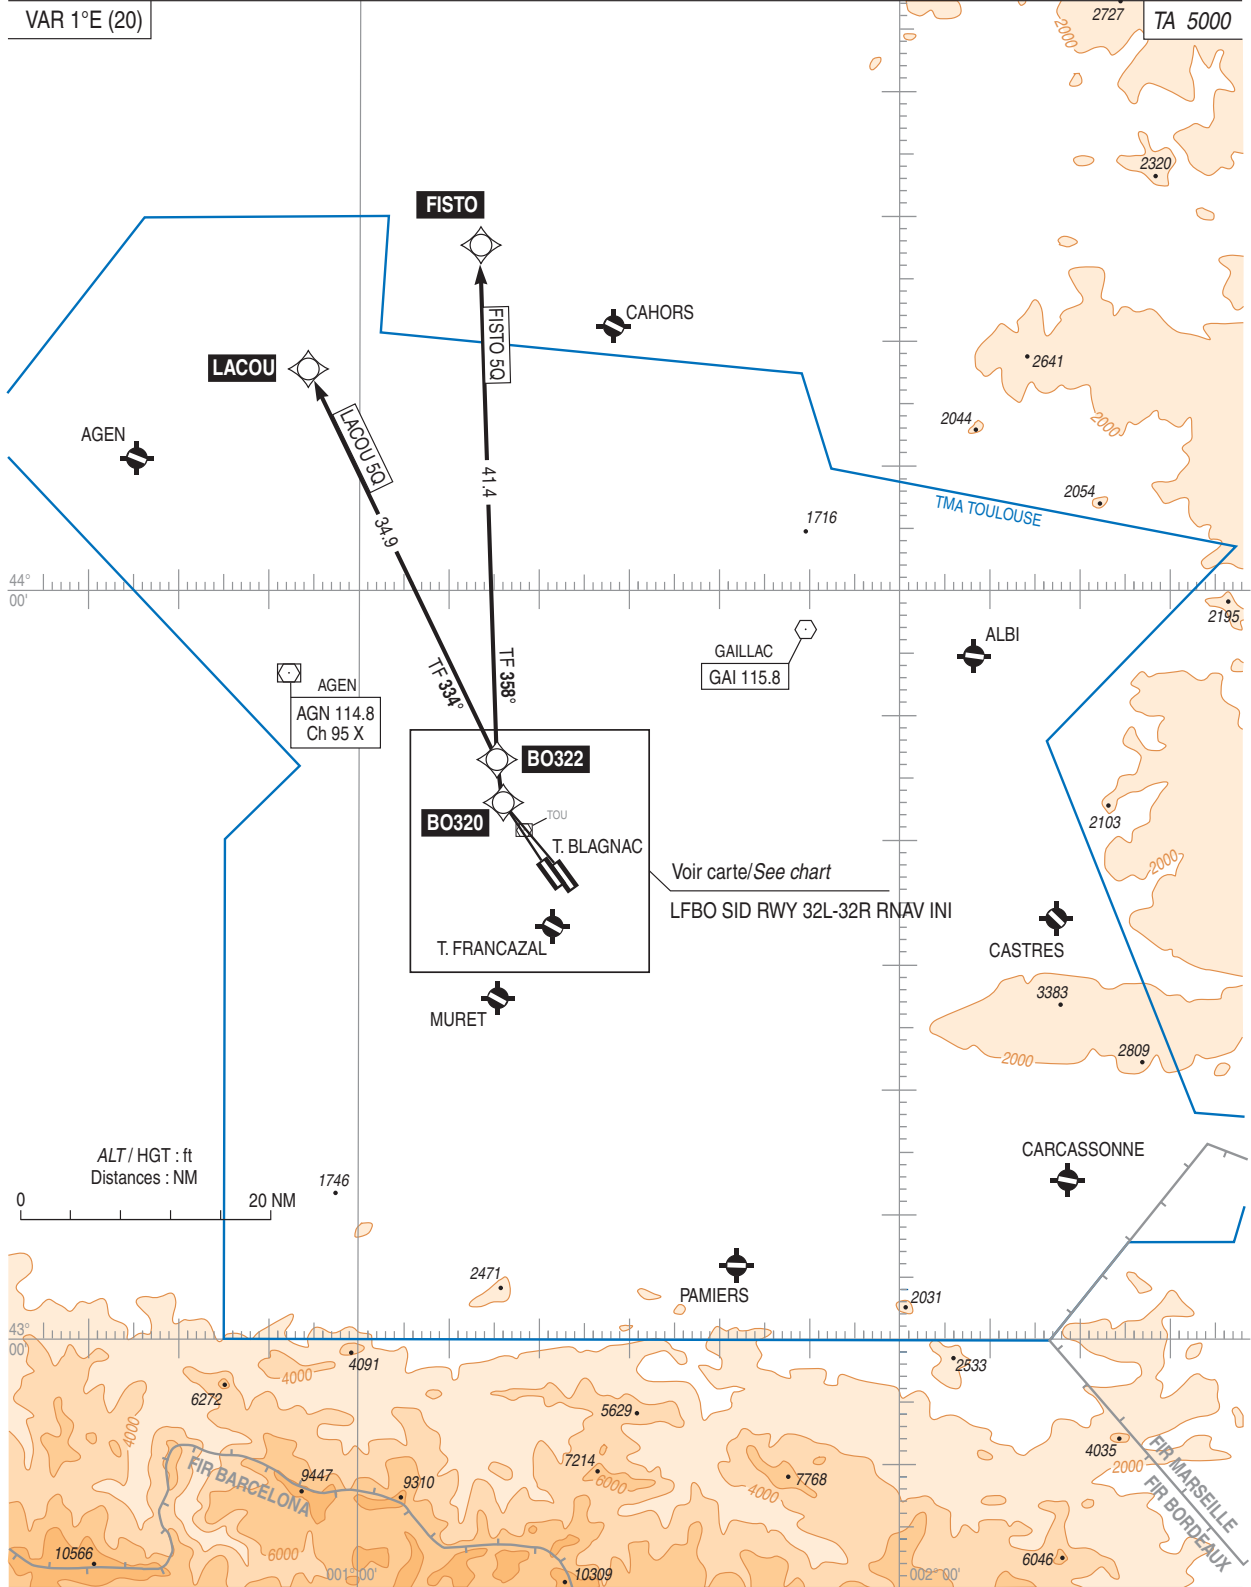 VAR 1°E (20)
2727
TA 5000
2000
2320
FISTO
CAHORS
FISTO 5Q
2641
LACOU
LACOU 5Q
2044
2000
AGEN
41.4
2054
TMA TOULOUSE
1716
34.9
44°
00'
2195
ALBI
GAILLAC
GAI 115.8
TF 334°
TF 358°
AGEN
AGN 114.8
Ch 95 X
BO322
BO320
TOU
2103
T. BLAGNAC
2000
Voir carte/See chart
LFBO SID RWY 32L-32R RNAV INI
T. FRANCAZAL
CASTRES
3383
MURET
2809
2000
ALT / HGT : ft
Distances : NM
CARCASSONNE
0
20 NM
1746
2471
PAMIERS
2031
43°
00'
4091
2533
4000
6272
5629
4000
4035
2000
FIR MARSEILLE
FIR BORDEAUX
7214
6000
7768
4000
FIR BARCELONA
9447
9310
6000
10566
10309
6046
001° 00'
002° 00'